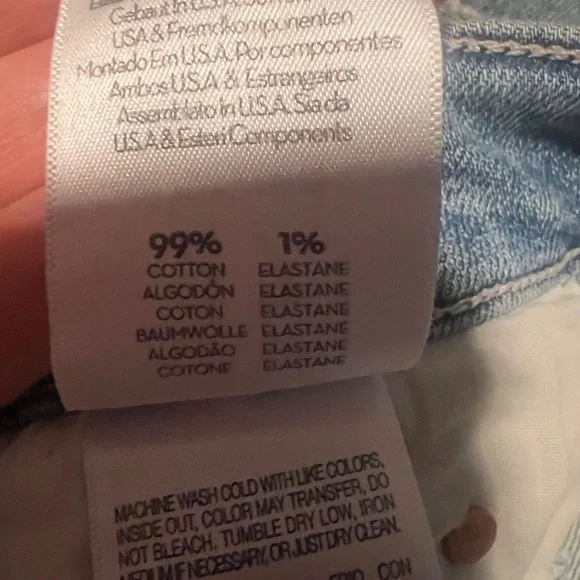 Gebaut In U.S.A
USA & Fremdkomponenten
Montado Em U.S.A. Por componentes
Ambos U.S.A & Estrangeiros
Assemblato In U.S.A. Sia da
U.S.A & Esteri Components
99% 1%
COTTON ELASTANE
ALGODÓN ELASTANE
COTON ELASTANE
BAUMWOLLE ELASTANE
ALGODÃO ELASTANE
COTONE ELASTANE
MACHINE WASH COLD WITH LIKE COLORS,
INSIDE OUT, COLOR MAY TRANSFER, DO
NOT BLEACH, TUMBLE DRY LOW, IRON
MEDIUM IF NECESSARY, OR JUST DRY CLEAN.
FRIO, CON